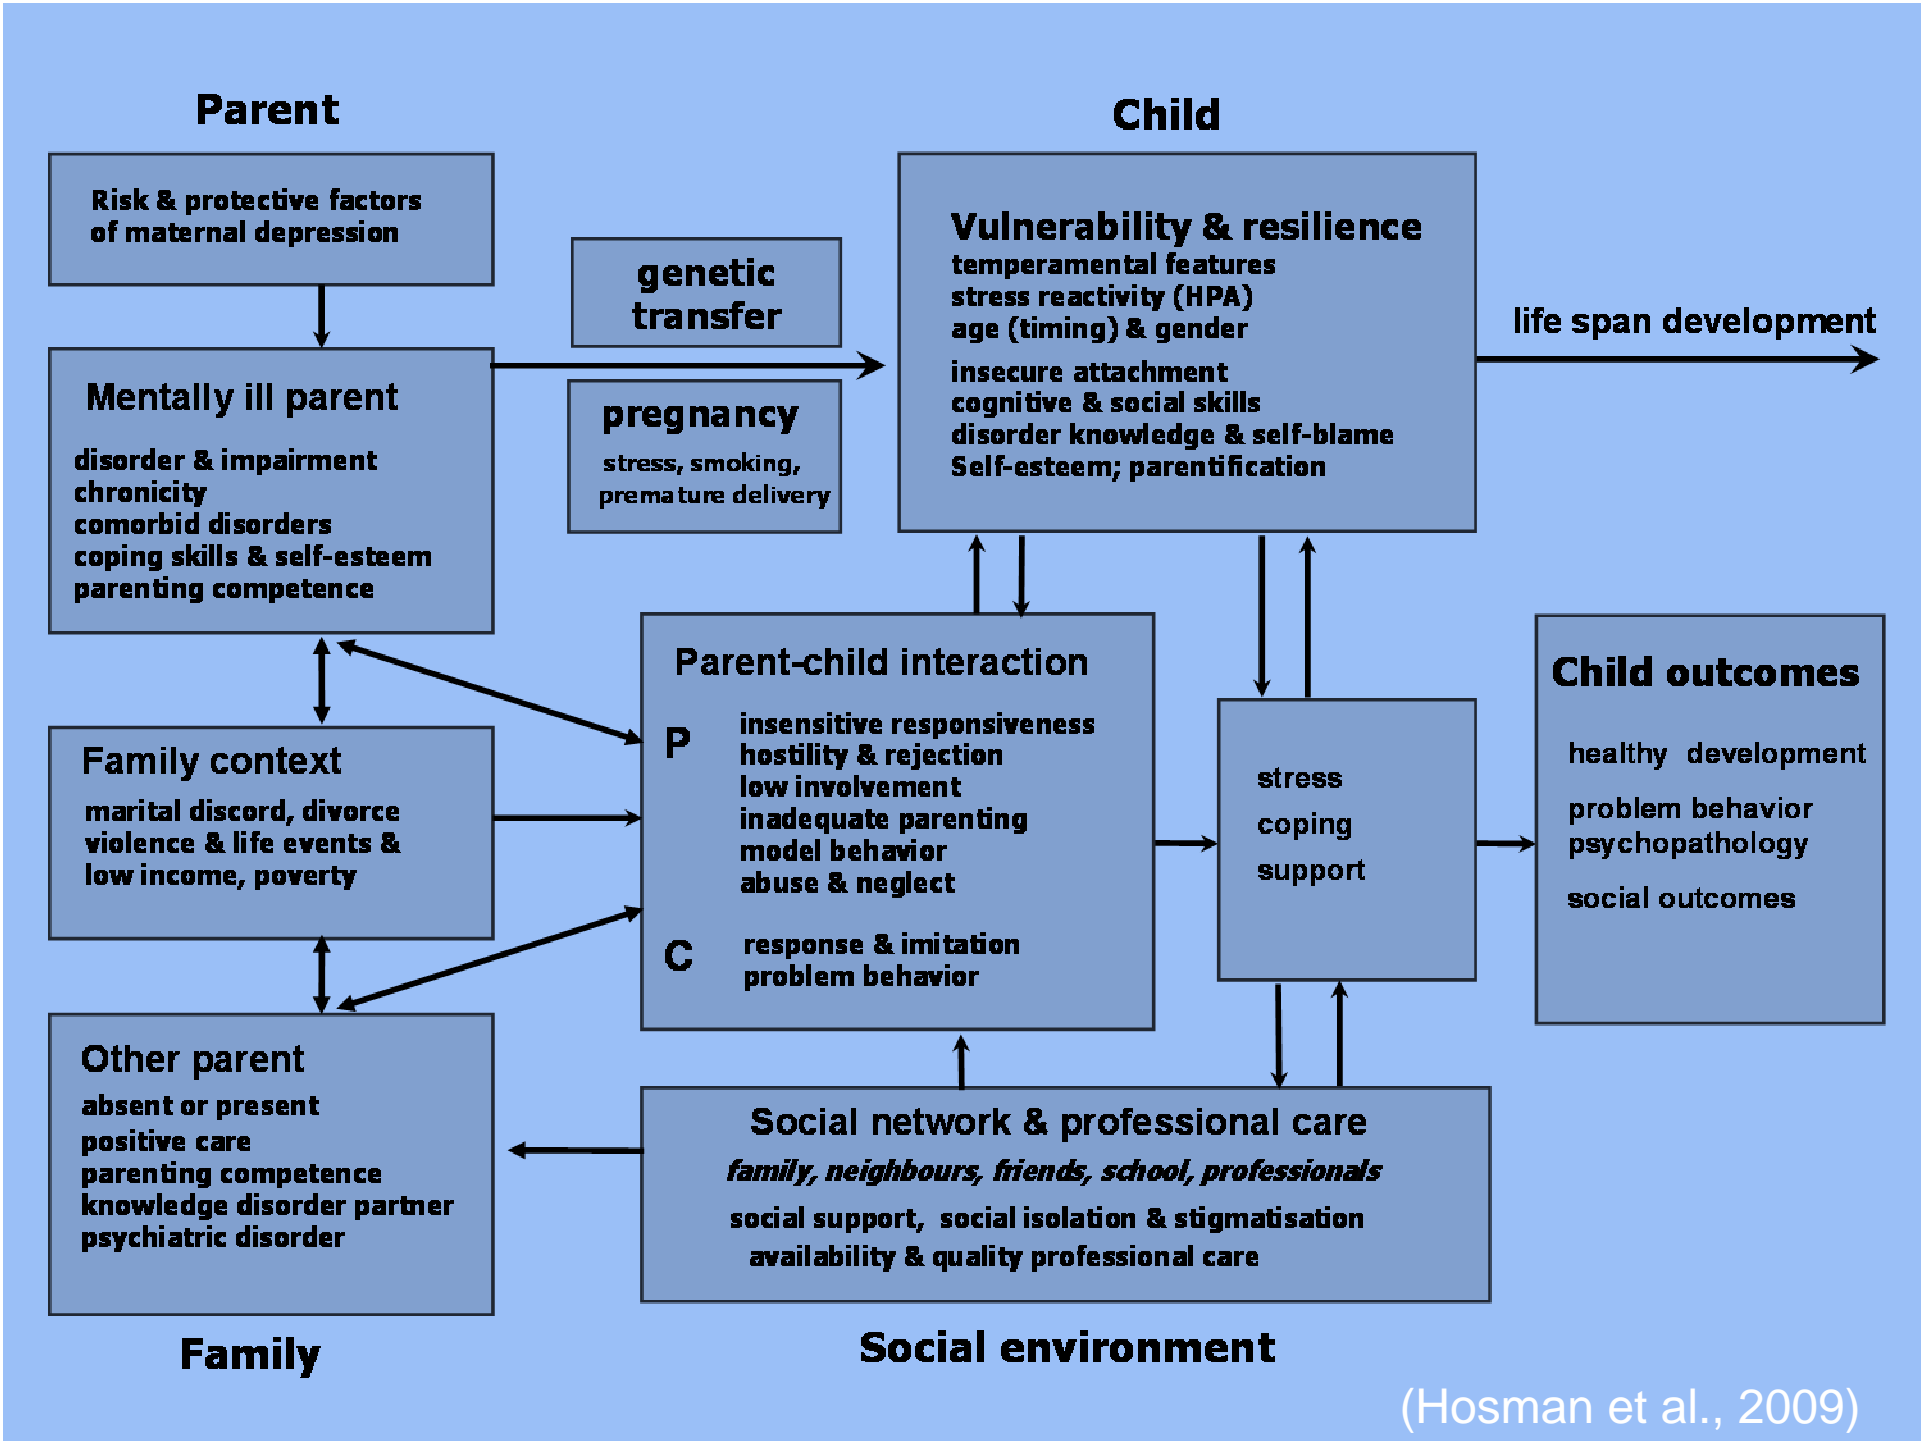 Parent
Risk & protective factors
of maternal depression
Mentally ill parent
disorder & impairment
chronicity
comorbid disorders
coping skills & self-esteem
parenting competence
Family context
marital discord, divorce
violence & life events &
low income, poverty
Other parent
absent or present
positive care
parenting competence
knowledge disorder partner
psychiatric disorder
Family
genetic
transfer
pregnancy
stress, smoking,
premature delivery
Child
Vulnerability & resilience
temperamental features
stress reactivity (HPA)
age (timing) & gender
insecure attachment
cognitive & social skills
disorder knowledge & self-blame
Self-esteem; parentification
life span development
Parent-child interaction
P
insensitive responsiveness
hostility & rejection
low involvement
inadequate parenting
model behavior
abuse & neglect
C
response & imitation
problem behavior
stress
coping
support
Child outcomes
healthy development
problem behavior
psychopathology
social outcomes
Social network & professional care
family, neighbours, friends, school, professionals
social support, social isolation & stigmatisation
availability & quality professional care
Social environment
(Hosman et al., 2009)